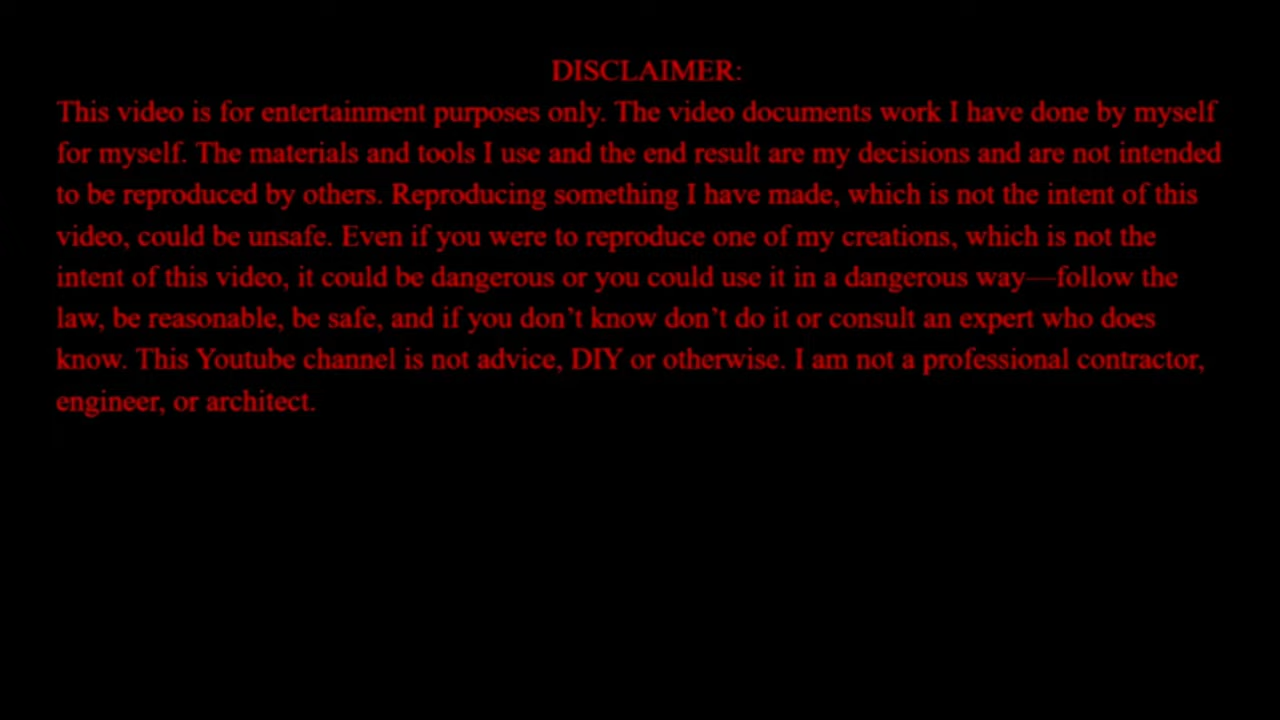 DISCLAIMER:
This video is for entertainment purposes only. The video documents work I have done by myself
for myself. The materials and tools I use and the end result are my decisions and are not intended
to be reproduced by others. Reproducing something I have made, which is not the intent of this
video, could be unsafe. Even if you were to reproduce one of my creations, which is not the
intent of this video, it could be dangerous or you could use it in a dangerous way—follow the
law, be reasonable, be safe, and if you don’t know don’t do it or consult an expert who does
know. This Youtube channel is not advice, DIY or otherwise. I am not a professional contractor,
engineer, or architect.